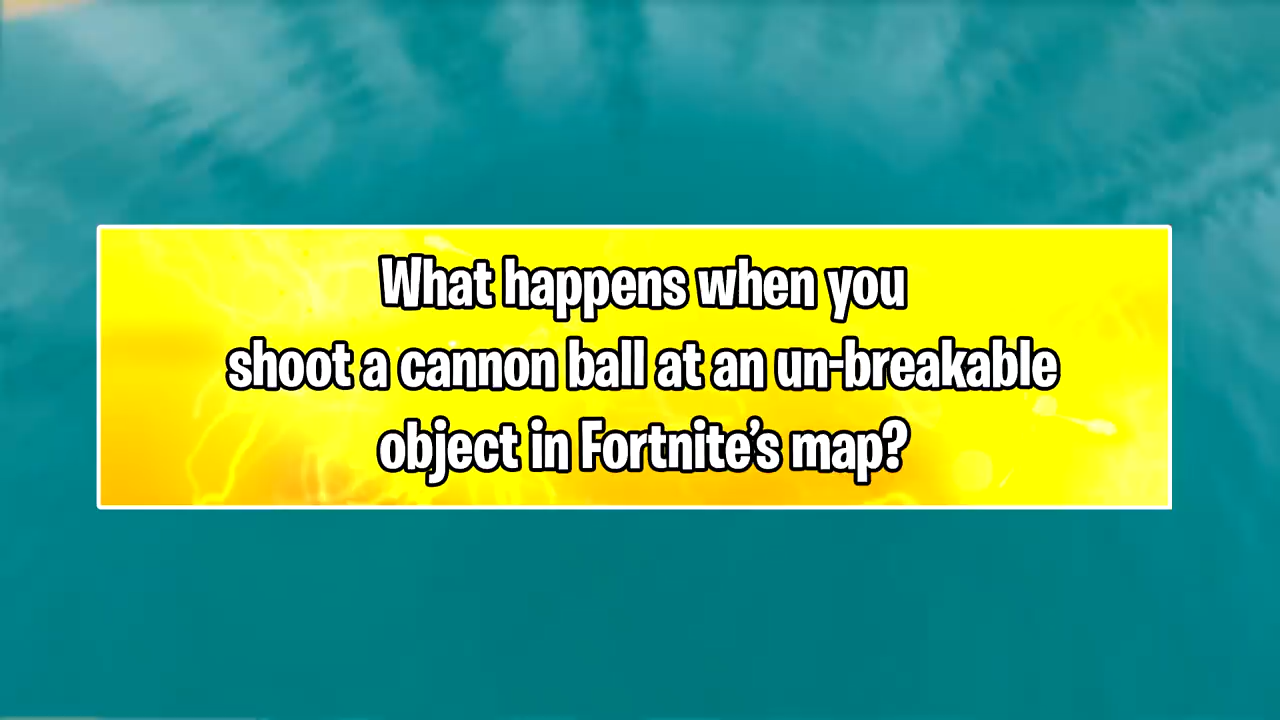 What happens when you
shoot a cannon ball at an un-breakable
object in Fortnite’s map?